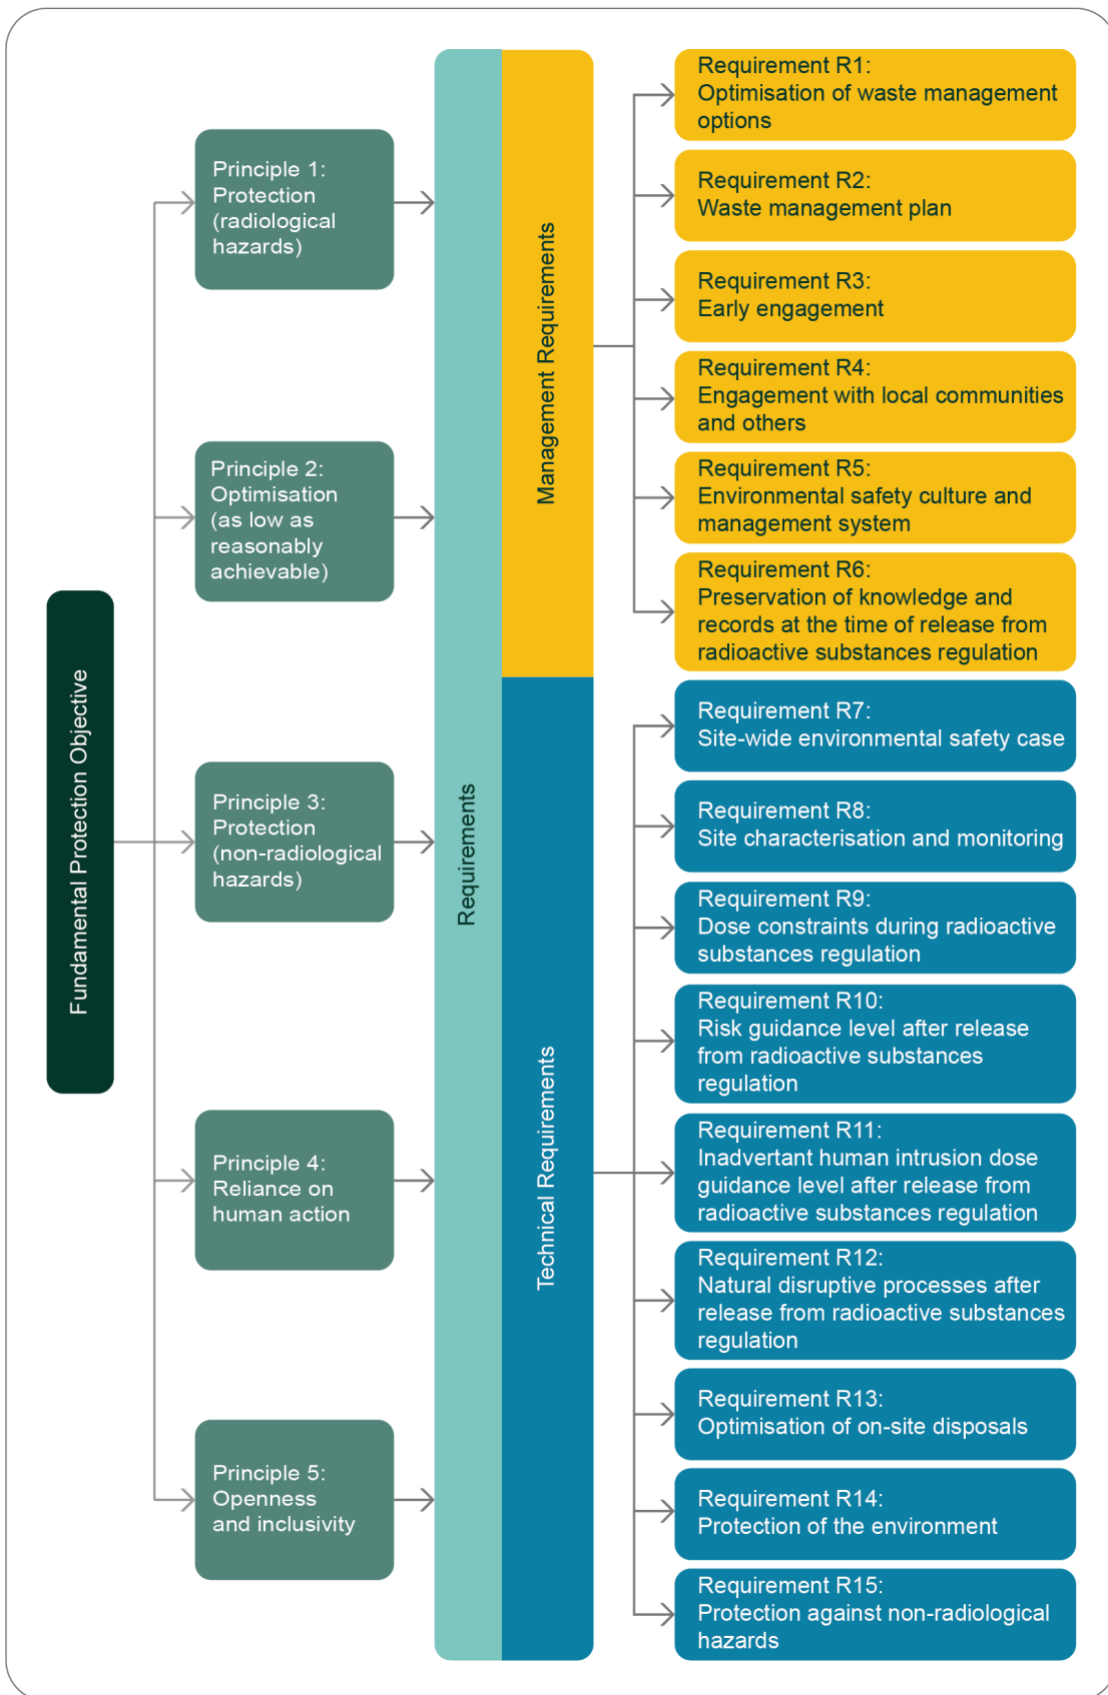 Fundamental Protection Objective
Principle 1:
Protection
(radiological
hazards)
Principle 2:
Optimisation
(as low as
reasonably
achievable)
Principle 3:
Protection
(non-radiological
hazards)
Principle 4:
Reliance on
human action
Principle 5:
Openness
and inclusivity
Requirements
Management Requirements
Technical Requirements
Requirement R1:
Optimisation of waste management
options
Requirement R2:
Waste management plan
Requirement R3:
Early engagement
Requirement R4:
Engagement with local communities
and others
Requirement R5:
Environmental safety culture and
management system
Requirement R6:
Preservation of knowledge and
records at the time of release from
radioactive substances regulation
Requirement R7:
Site-wide environmental safety case
Requirement R8:
Site characterisation and monitoring
Requirement R9:
Dose constraints during radioactive
substances regulation
Requirement R10:
Risk guidance level after release
from radioactive substances
regulation
Requirement R11:
Inadvertant human intrusion dose
guidance level after release from
radioactive substances regulation
Requirement R12:
Natural disruptive processes after
release from radioactive substances
regulation
Requirement R13:
Optimisation of on-site disposals
Requirement R14:
Protection of the environment
Requirement R15:
Protection against non-radiological
hazards